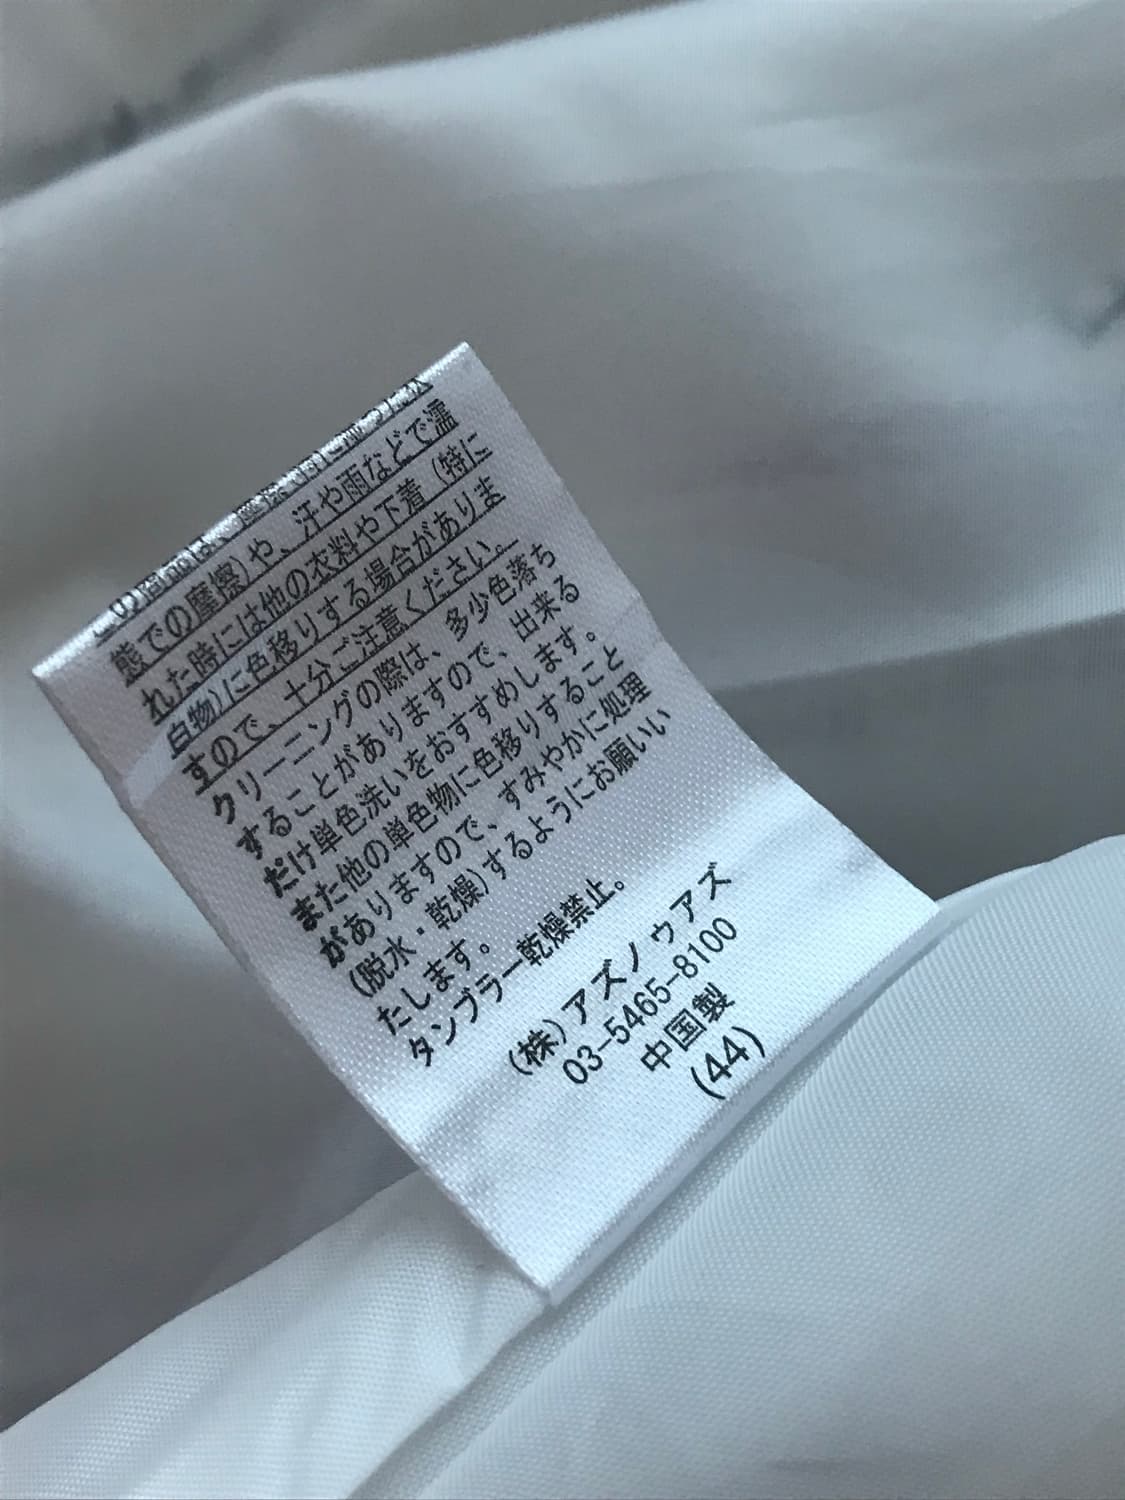 この商品は、摩擦
態での摩擦)や、汗や雨などで濡
れた時には他の衣料や下着(特に
白物)に色移りする場合がありま
すので、十分ご注意ください。
クリーニングの際は、多少色落ち
することがありますので、出来る
だけ単色洗いをおすすめします。
また他の単色物に色移りすること
がありますので、すみやかに処理
(脱水・乾燥)するようにお願いい
たします。
タンブラー乾燥禁止。
(株)アズノゥアズ
03-5465-8100
中国製
(44)